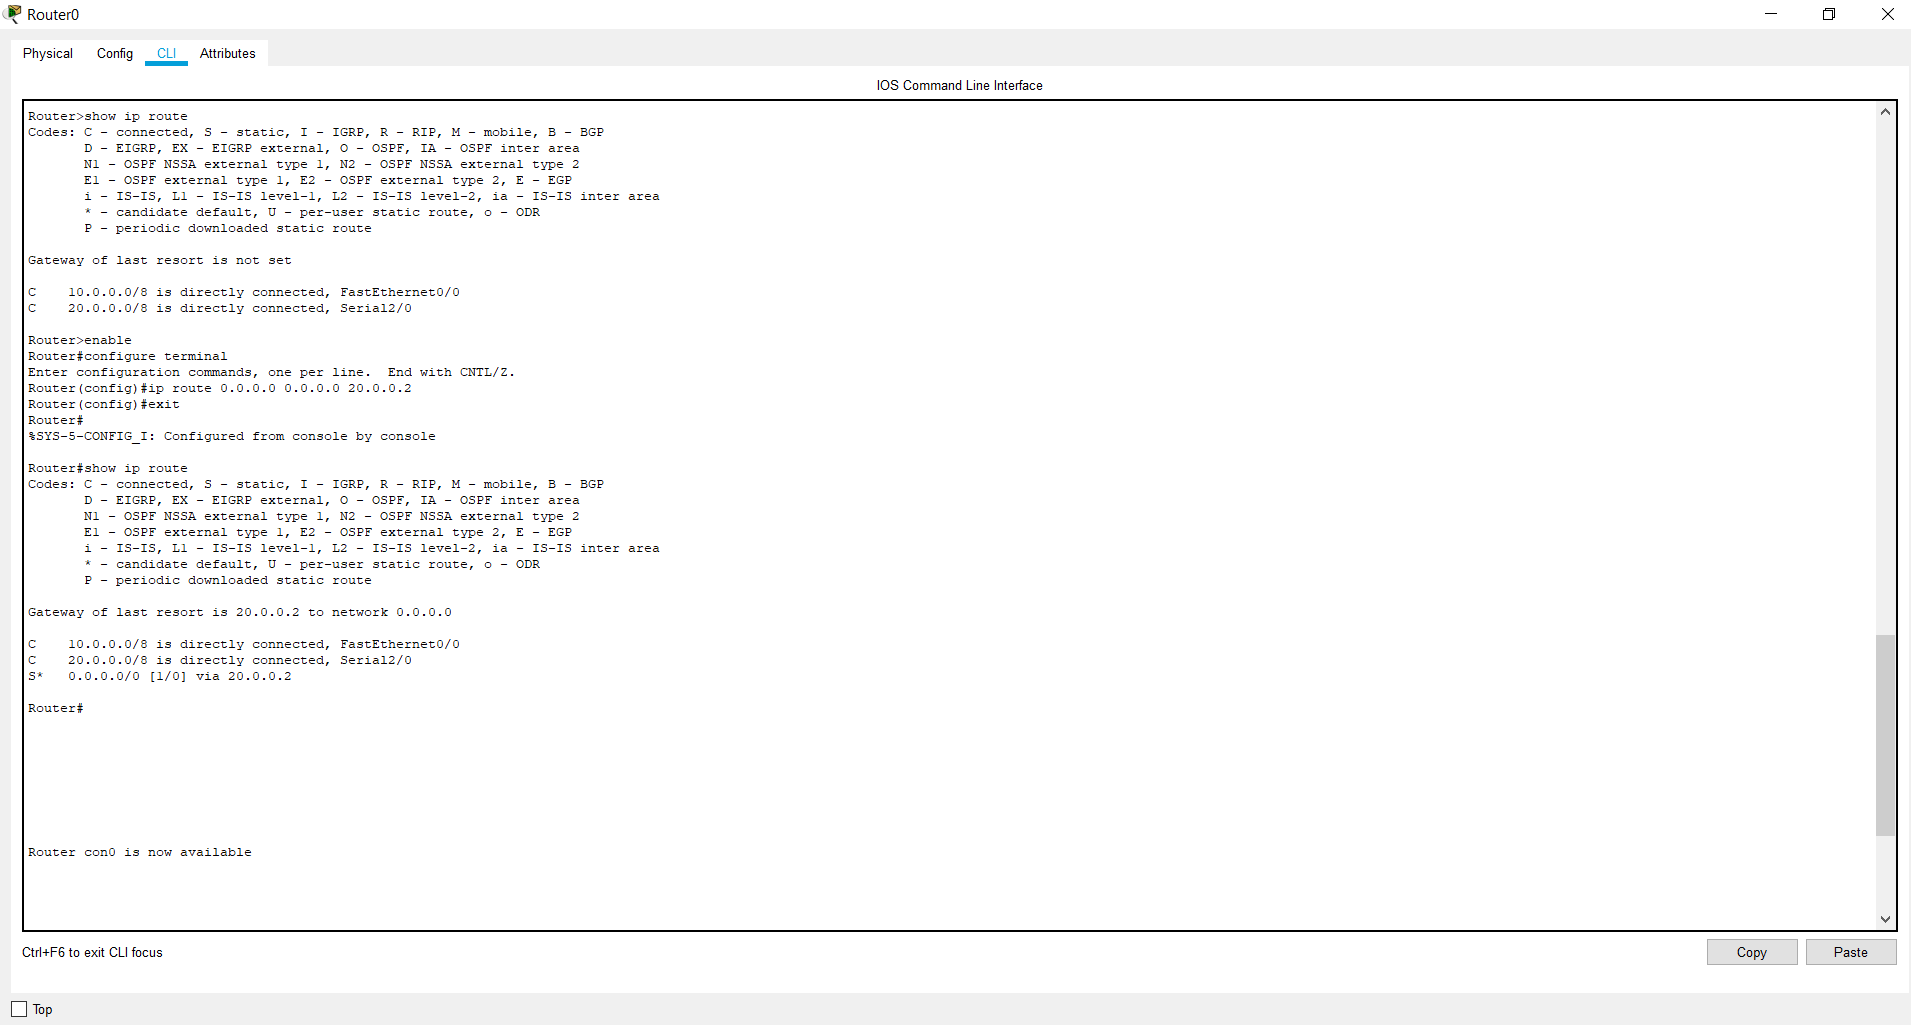 Router0
Physical Config CLI Attributes
IOS Command Line Interface
Router>show ip route
Codes: C - connected, S - static, I - IGRP, R - RIP, M - mobile, B - BGP
D - EIGRP, EX - EIGRP external, O - OSPF, IA - OSPF inter area
N1 - OSPF NSSA external type 1, N2 - OSPF NSSA external type 2
E1 - OSPF external type 1, E2 - OSPF external type 2, E - EGP
i - IS-IS, L1 - IS-IS level-1, L2 - IS-IS level-2, ia - IS-IS inter area
* - candidate default, U - per-user static route, o - ODR
P - periodic downloaded static route
Gateway of last resort is not set
C 10.0.0.0/8 is directly connected, FastEthernet0/0
C 20.0.0.0/8 is directly connected, Serial2/0
Router>enable
Router#configure terminal
Enter configuration commands, one per line. End with CNTL/Z.
Router(config)#ip route 0.0.0.0 0.0.0.0 20.0.0.2
Router(config)#exit
Router#
%SYS-5-CONFIG_I: Configured from console by console
Router#show ip route
Codes: C - connected, S - static, I - IGRP, R - RIP, M - mobile, B - BGP
D - EIGRP, EX - EIGRP external, O - OSPF, IA - OSPF inter area
N1 - OSPF NSSA external type 1, N2 - OSPF NSSA external type 2
E1 - OSPF external type 1, E2 - OSPF external type 2, E - EGP
i - IS-IS, L1 - IS-IS level-1, L2 - IS-IS level-2, ia - IS-IS inter area
* - candidate default, U - per-user static route, o - ODR
P - periodic downloaded static route
Gateway of last resort is 20.0.0.2 to network 0.0.0.0
C 10.0.0.0/8 is directly connected, FastEthernet0/0
C 20.0.0.0/8 is directly connected, Serial2/0
S* 0.0.0.0/0 [1/0] via 20.0.0.2
Router#
Router con0 is now available
Ctrl+F6 to exit CLI focus
Copy Paste
Top